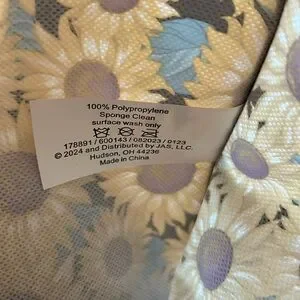 100% Polypropylene
Sponge Clean
surface wash only
178891 / 600143 / 082023 / 0123
© 2024 and Distributed by JAS, LLC.
Hudson, OH 44236
Made in China